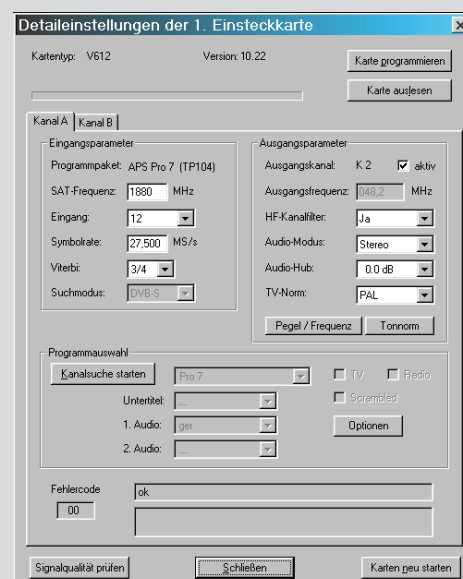 Detaileinstellungen der 1. Einsteckkarte
Kartentyp: V612 Version: 10.22
Karte programmieren
Karte auslesen
Kanal A Kanal B
Eingangsparameter
Programmpaket: APS Pro 7 (TP104)
SAT-Frequenz: 1880 MHz
Eingang: 12
Symbolrate: 27,500 MS/s
Viterbi: 3/4
Suchmodus: DVB-S
Ausgangsparameter
Ausgangskanal: K 2 aktiv
Ausgangsfrequenz: 048,2 MHz
HF-Kanalfilter: Ja
Audio-Modus: Stereo
Audio-Hub: 0.0 dB
TV-Norm: PAL
Pegel / Frequenz Tonnorm
Programmauswahl
Kanalsuche starten Pro 7 TV Radio
Untertitel: .... Scrambled
1. Audio: ger Optionen
2. Audio: ....
Fehlercode ok
00
Signalqualität prüfen Schließen Karten neu starten